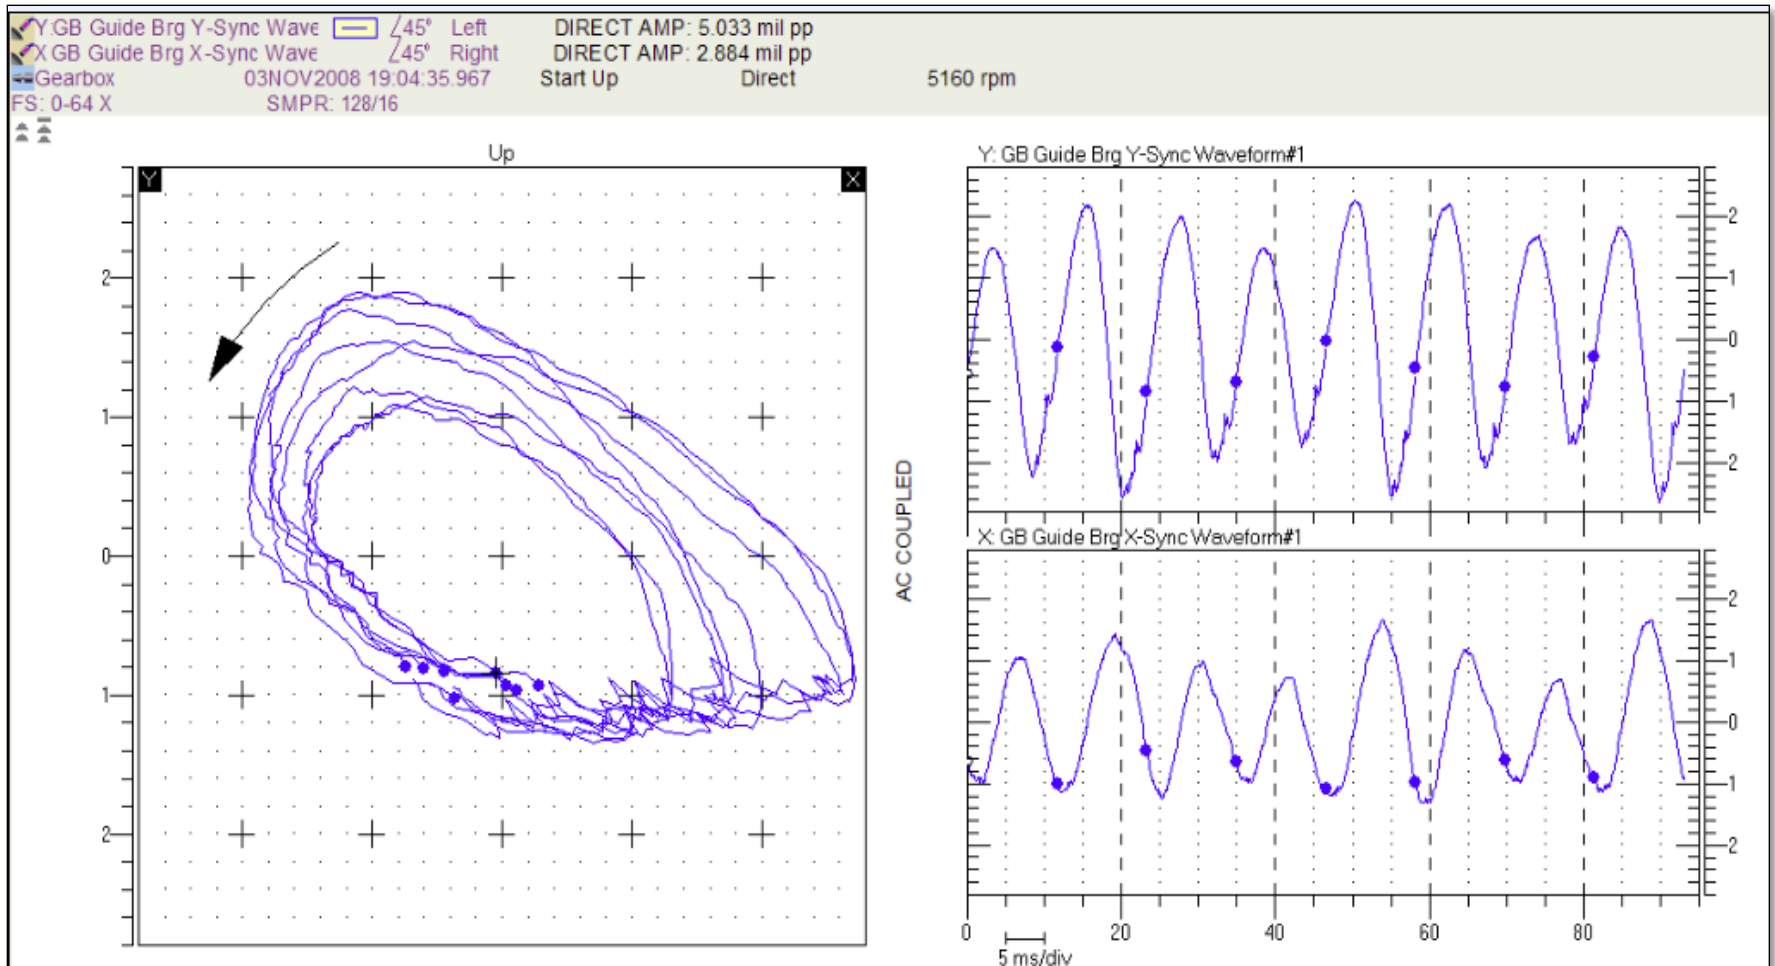 Y:GB Guide Brg Y-Sync Wave ∠45° Left DIRECT AMP: 5.033 mil pp
X:GB Guide Brg X-Sync Wave ∠45° Right DIRECT AMP: 2.884 mil pp
Gearbox 03NOV2008 19:04:35.967 Start Up Direct 5160 rpm
FS: 0-64 X SMPR: 128/16
Up
Y X
2
1
0
1
2
AC COUPLED
Y: GB Guide Brg Y-Sync Waveform#1
2
1
0
1
2
X: GB Guide Brg X-Sync Waveform#1
2
1
0
1
2
0 20 40 60 80
5 ms/div